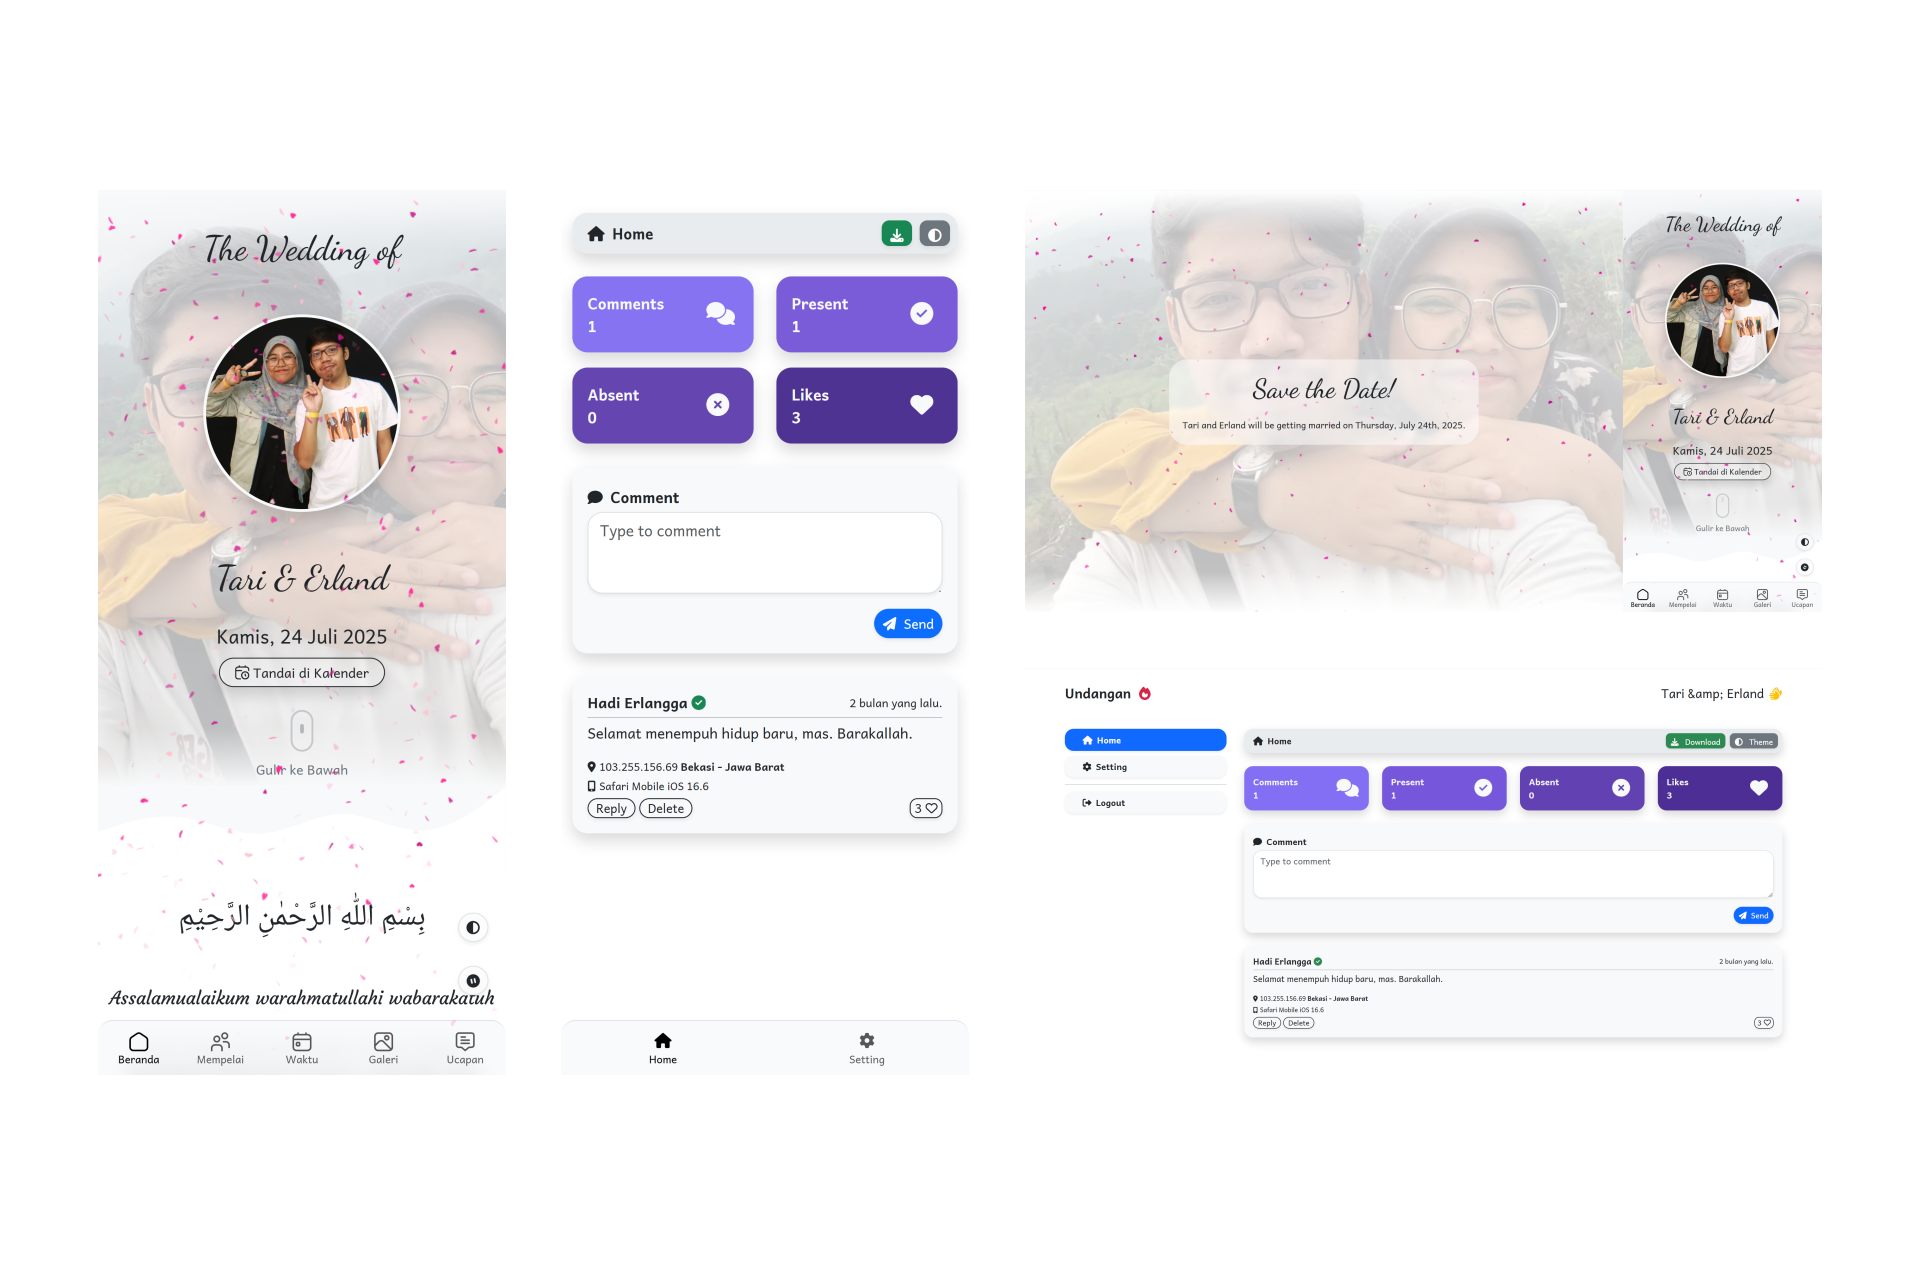 The Wedding of
Tari & Erland
Kamis, 24 Juli 2025
Tandai di Kalender
Gulir ke Bawah
بِسْمِ اللّٰهِ الرَّحْمٰنِ الرَّحِيْمِ
Assalamualaikum warahmatullahi wabarakatuh
Beranda Mempelai Waktu Galeri Ucapan
Home
Comments Present
1 1
Absent Likes
0 3
Comment
Type to comment
Send
Hadi Erlangga 2 bulan yang lalu.
Selamat menempuh hidup baru, mas. Barakallah.
103.255.156.69 Bekasi - Jawa Barat
Safari Mobile iOS 16.6
Reply Delete 3
Home Setting
Save the Date!
Tari and Erland will be getting married on Thursday, July 24th, 2025.
The Wedding of
Tari & Erland
Kamis, 24 Juli 2025
Tandai di Kalender
Gulir ke Bawah
Beranda Mempelai Waktu Galeri Ucapan
Undangan Tari &amp; Erland
Home
Setting
Logout
Home Download Theme
Comments Present Absent Likes
1 1 0 3
Comment
Type to comment
Send
Hadi Erlangga 2 bulan yang lalu.
Selamat menempuh hidup baru, mas. Barakallah.
103.255.156.69 Bekasi - Jawa Barat
Safari Mobile iOS 16.6
Reply Delete 3